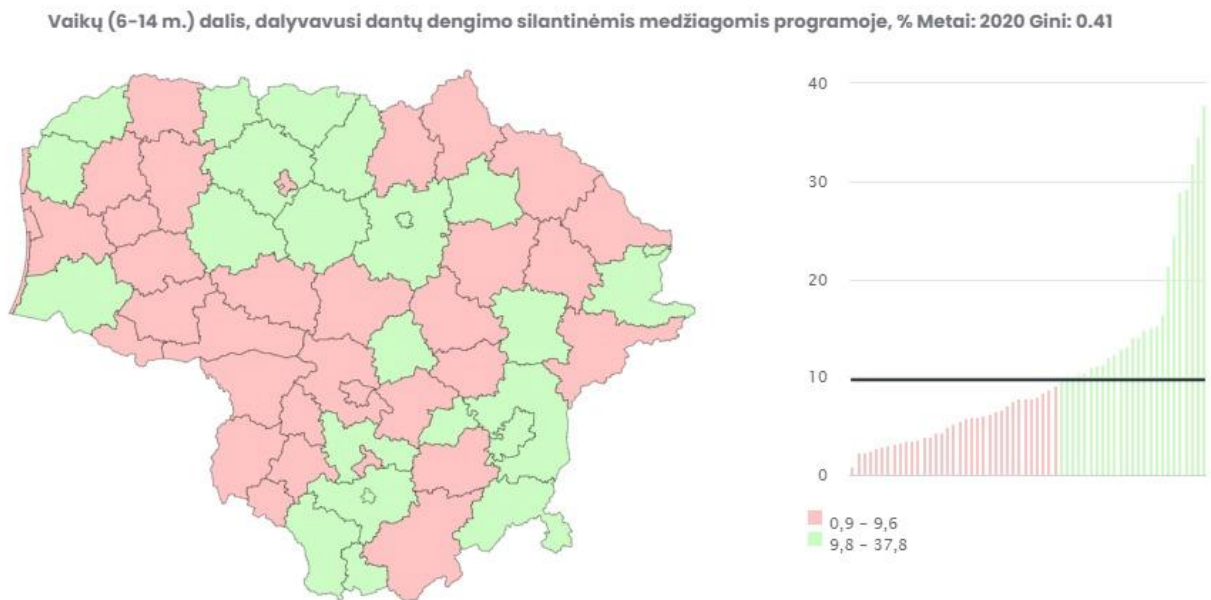 Vaikų (6-14 m.) dalis, dalyvavusi dantų dengimo silantinėmis medžiagomis programoje, % Metai: 2020 Gini: 0.41
40
30
20
10
0
0,9 – 9,6
9,8 – 37,8